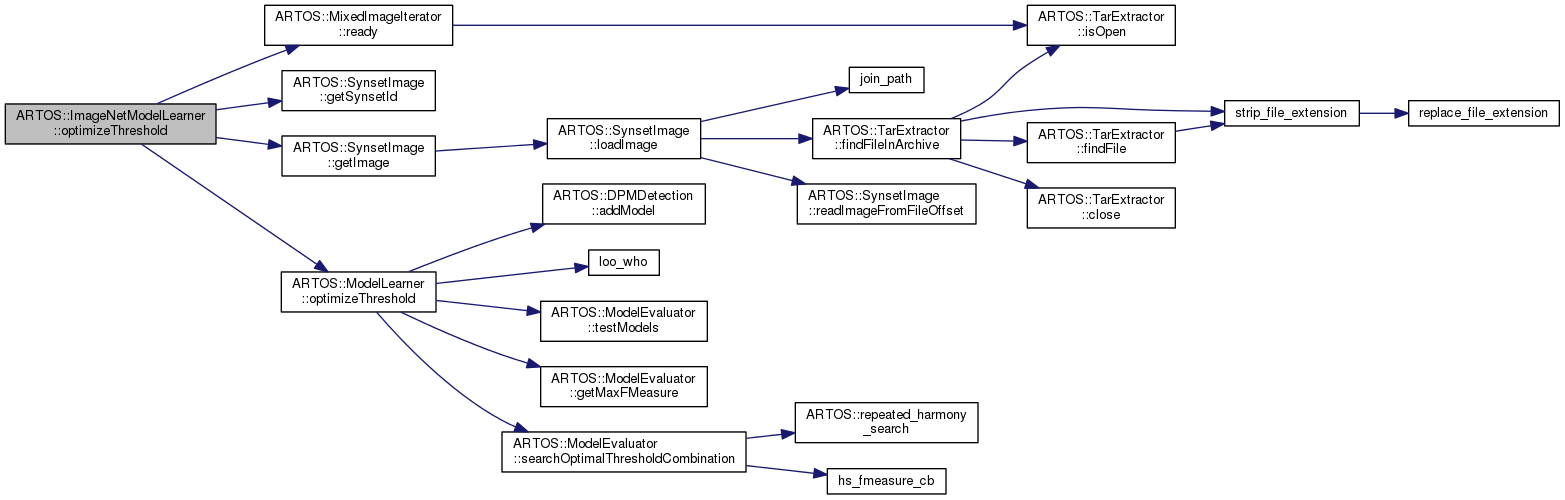 ARTOS::ImageNetModelLearner
::optimizeThreshold
ARTOS::MixedImageIterator
::ready
ARTOS::TarExtractor
::isOpen
ARTOS::SynsetImage
::getSynsetId
ARTOS::SynsetImage
::getImage
ARTOS::SynsetImage
::loadImage
join_path
ARTOS::TarExtractor
::findFileInArchive
strip_file_extension
replace_file_extension
ARTOS::TarExtractor
::findFile
ARTOS::TarExtractor
::close
ARTOS::SynsetImage
::readImageFromFileOffset
ARTOS::ModelLearner
::optimizeThreshold
ARTOS::DPMDetection
::addModel
loo_who
ARTOS::ModelEvaluator
::testModels
ARTOS::ModelEvaluator
::getMaxFMeasure
ARTOS::ModelEvaluator
::searchOptimalThresholdCombination
ARTOS::repeated_harmony
_search
hs_fmeasure_cb